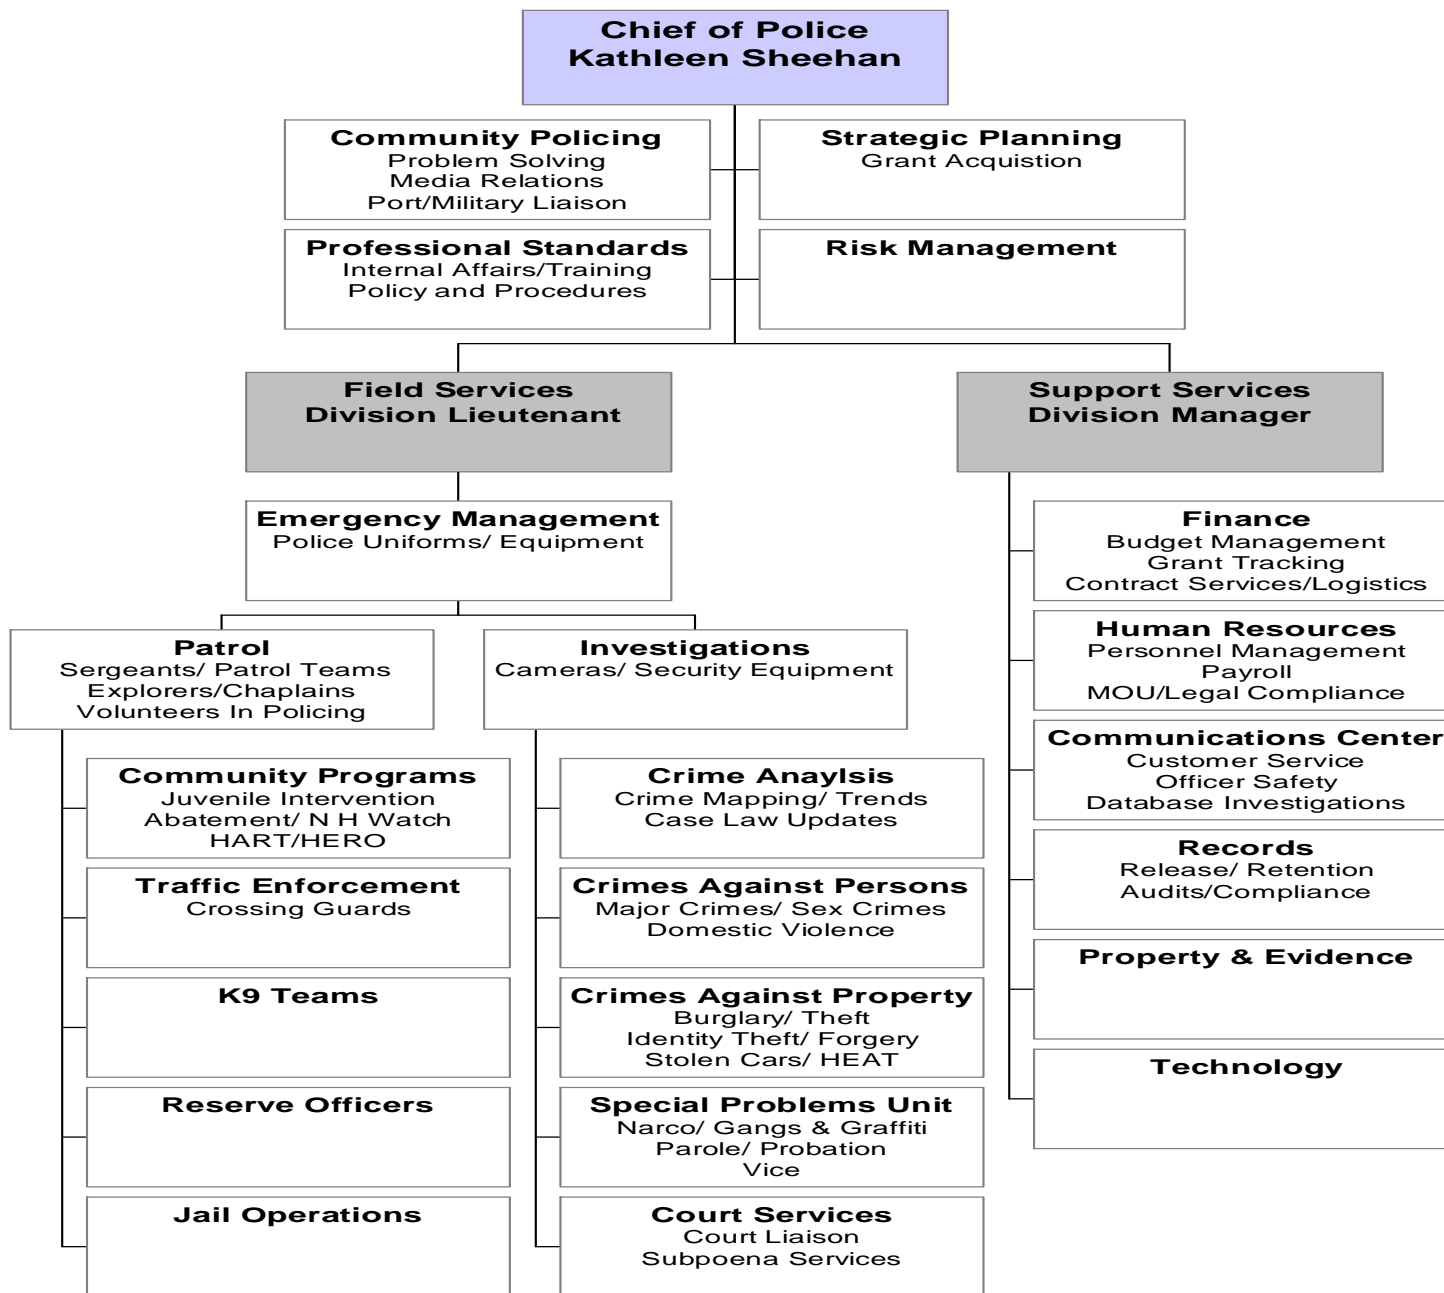 Chief of Police
Kathleen Sheehan
Community Policing
Problem Solving
Media Relations
Port/Military Liaison
Strategic Planning
Grant Acquistion
Professional Standards
Internal Affairs/Training
Policy and Procedures
Risk Management
Field Services
Division Lieutenant
Support Services
Division Manager
Emergency Management
Police Uniforms/ Equipment
Patrol
Sergeants/ Patrol Teams
Explorers/Chaplains
Volunteers In Policing
Community Programs
Juvenile Intervention
Abatement/ N H Watch
HART/HERO
Traffic Enforcement
Crossing Guards
K9 Teams
Reserve Officers
Jail Operations
Investigations
Cameras/ Security Equipment
Crime Anaylsis
Crime Mapping/ Trends
Case Law Updates
Crimes Against Persons
Major Crimes/ Sex Crimes
Domestic Violence
Crimes Against Property
Burglary/ Theft
Identity Theft/ Forgery
Stolen Cars/ HEAT
Special Problems Unit
Narco/ Gangs & Graffiti
Parole/ Probation
Vice
Court Services
Court Liaison
Subpoena Services
Finance
Budget Management
Grant Tracking
Contract Services/Logistics
Human Resources
Personnel Management
Payroll
MOU/Legal Compliance
Communications Center
Customer Service
Officer Safety
Database Investigations
Records
Release/ Retention
Audits/Compliance
Property & Evidence
Technology